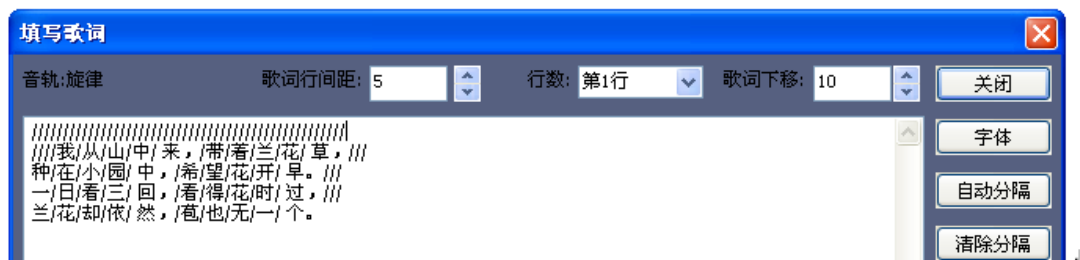 填写歌词
音轨:旋律 歌词行间距: 5 行数: 第1行 歌词下移: 10 关闭
//////////////////////////////////////////////////
////我/从/山/中/ 来，/带/着/兰/花/ 草，///
种/在/小/园/ 中，/希/望/花/开/ 早。///
一/日/看/三/ 回，/看/得/花/时/ 过，///
兰/花/却/依/ 然，/苞/也/无/一/ 个。
字体
自动分隔
清除分隔